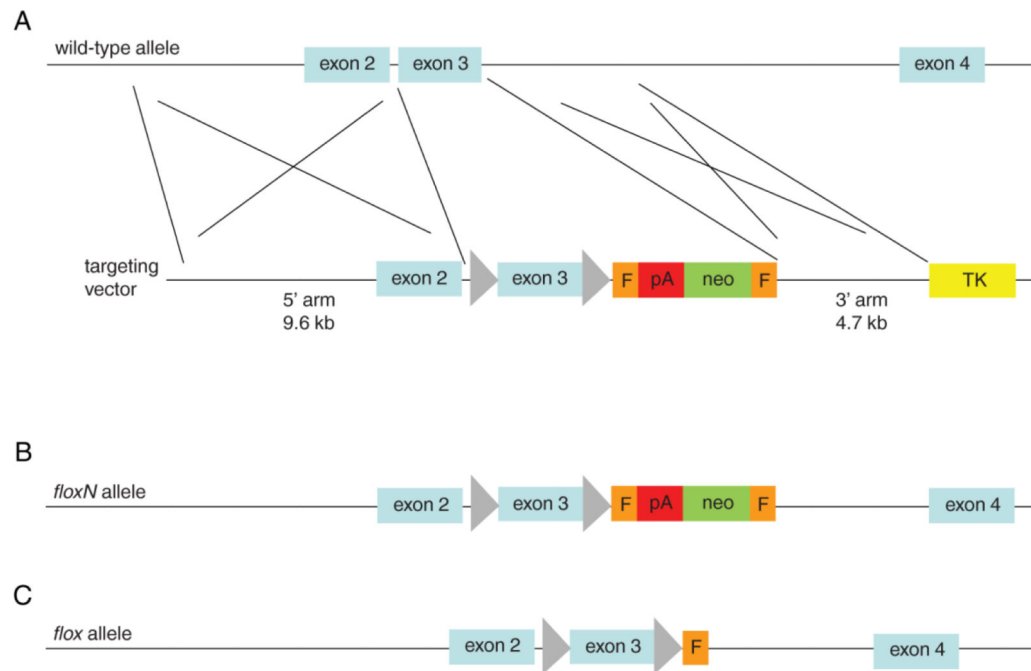 A
wild-type allele
exon 2 exon 3 exon 4
targeting
vector
exon 2 exon 3 F pA neo F TK
5’ arm 3’ arm
9.6 kb 4.7 kb
B
floxN allele
exon 2 exon 3 F pA neo F exon 4
C
flox allele
exon 2 exon 3 F exon 4